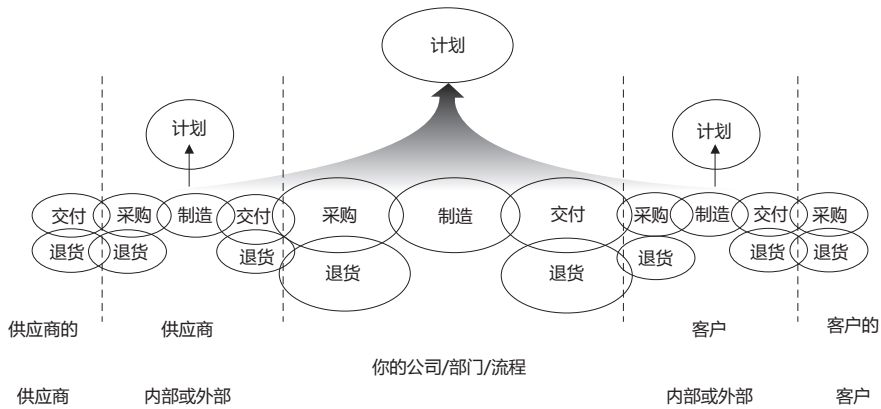 计划
计划
计划
交付 采购 制造 交付 采购 制造 交付 采购 制造 交付 采购
退货 退货 退货 退货 退货 退货 退货 退货
供应商的 供应商 客户 客户的
你的公司/部门/流程
供应商 内部或外部 内部或外部 客户